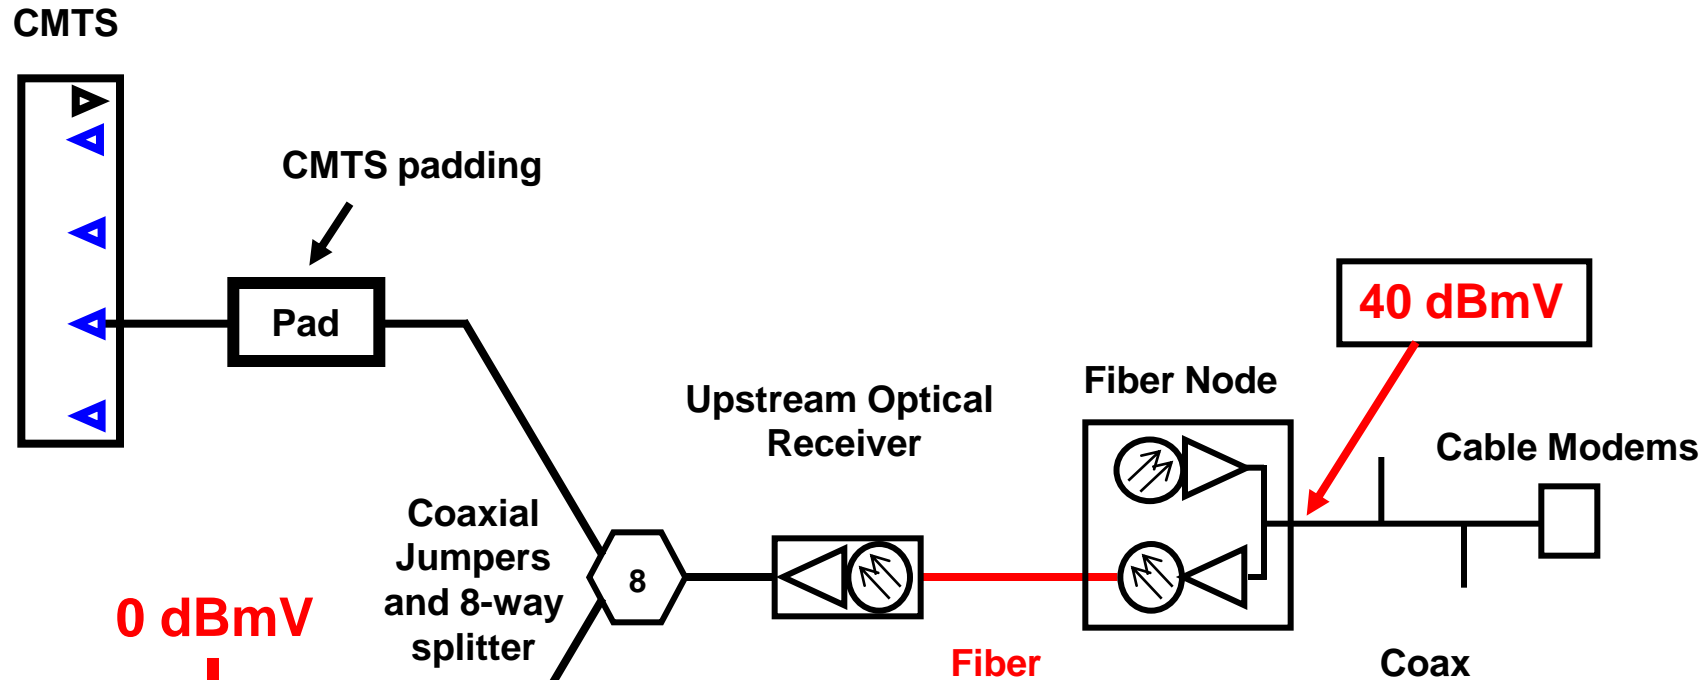 CMTS
CMTS padding
Pad
40 dBmV
Fiber Node
Upstream Optical
Receiver
Cable Modems
Coaxial
Jumpers
and 8-way
splitter
8
0 dBmV
Fiber
Coax